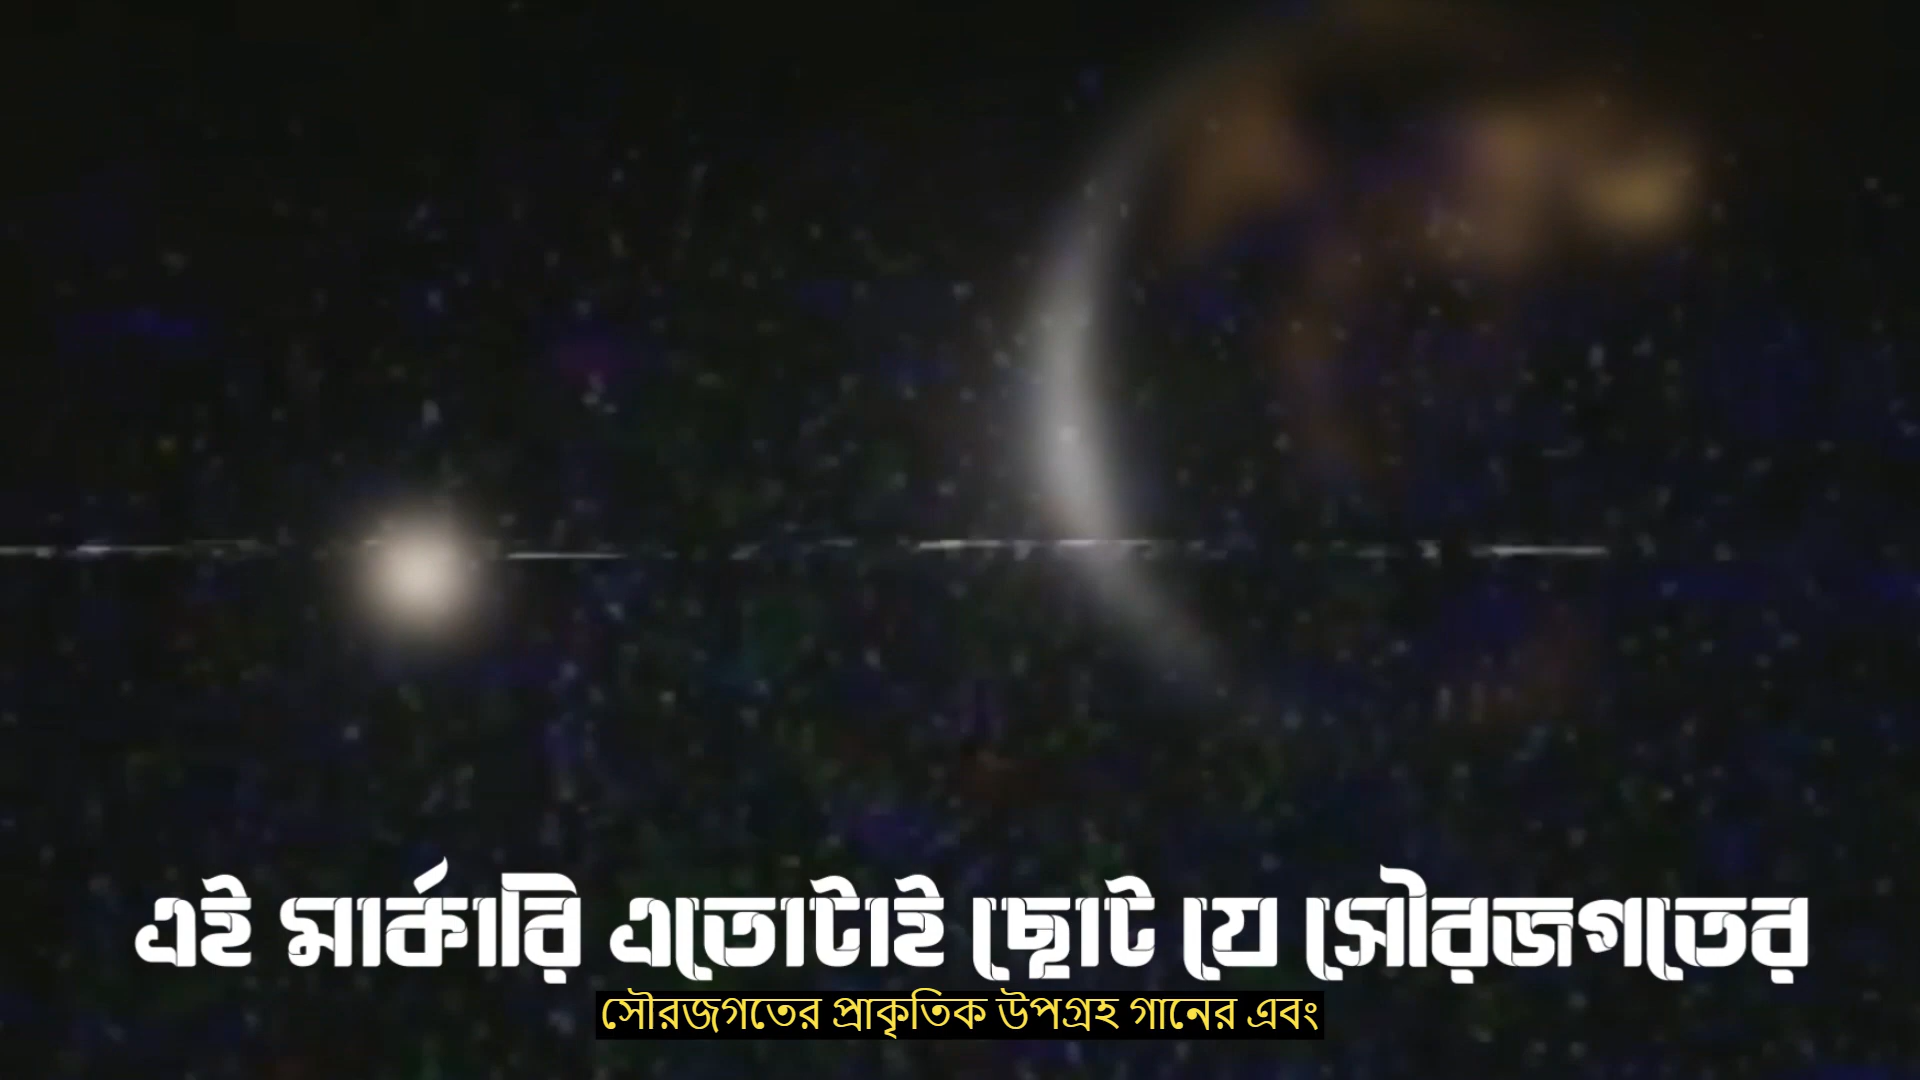 এই মার্কারি এতোটাই ছোট যে সৌরজগতের
সৌরজগতের প্রাকৃতিক উপগ্রহ গানের এবং